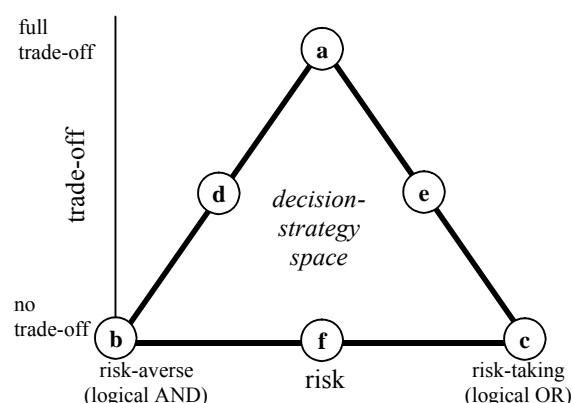 full
trade-off
a
trade-off
d
e
decision-
strategy
space
no
trade-off
b
f
c
risk-averse
(logical AND)
risk
risk-taking
(logical OR)